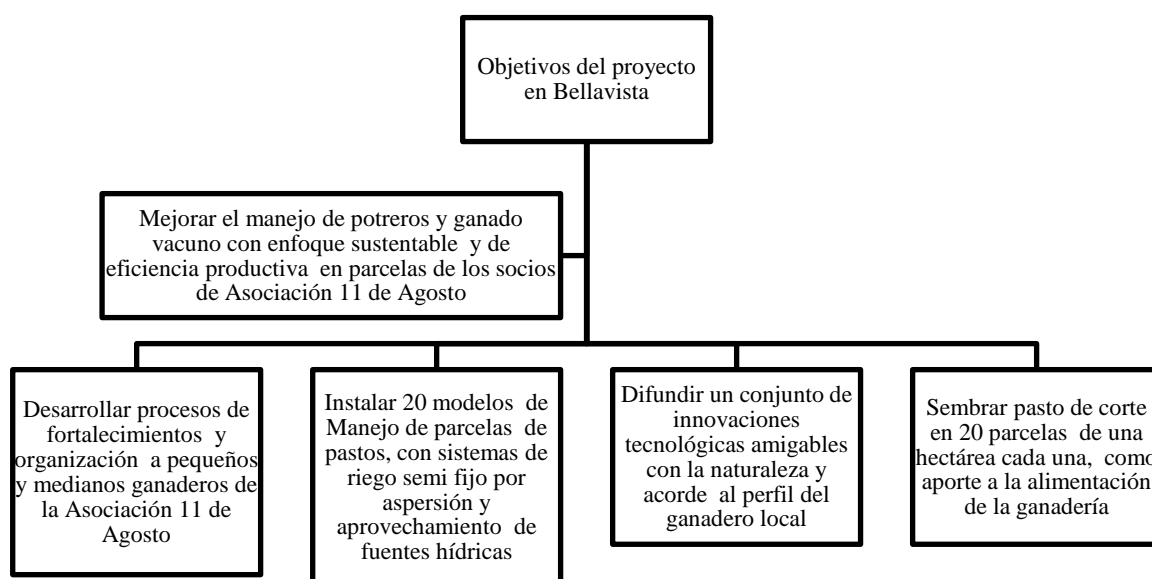 Objetivos del proyecto
en Bellavista
Mejorar el manejo de potreros y ganado
vacuno con enfoque sustentable y de
eficiencia productiva en parcelas de los socios
de Asociación 11 de Agosto
Desarrollar procesos de
fortalecimientos y
organización a pequeños
y medianos ganaderos de
la Asociación 11 de
Agosto
Instalar 20 modelos de
Manejo de parcelas de
pastos, con sistemas de
riego semi fijo por
aspersión y
aprovechamiento de
fuentes hídricas
Difundir un conjunto de
innovaciones
tecnológicas amigables
con la naturaleza y
acorde al perfil del
ganadero local
Sembrar pasto de corte
en 20 parcelas de una
hectárea cada una, como
aporte a la alimentación
de la ganadería